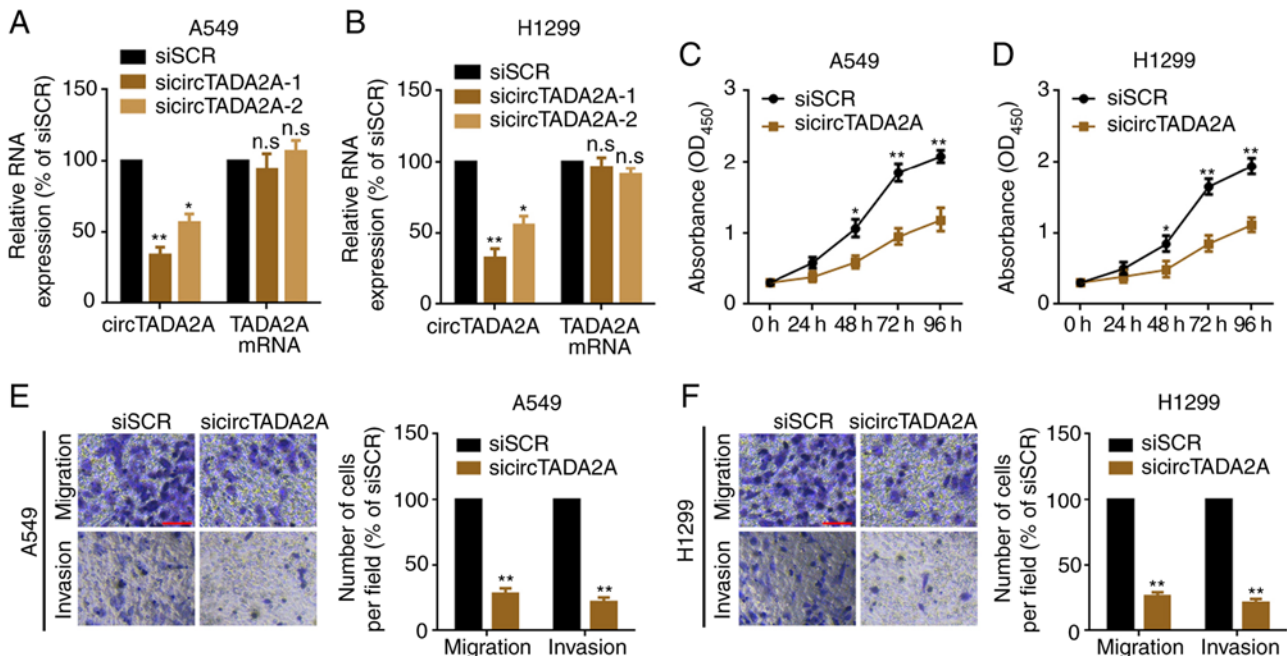 A
A549
siSCR
sicircTADA2A-1
sicircTADA2A-2
Relative RNA
expression (% of siSCR)
150
100
50
0
**
*
n.s
n.s
circTADA2A
TADA2A
mRNA
B
H1299
siSCR
sicircTADA2A-1
sicircTADA2A-2
Relative RNA
expression (% of siSCR)
150
100
50
0
**
*
n.s
n.s
circTADA2A
TADA2A
mRNA
C
A549
siSCR
sicircTADA2A
Absorbance (OD450)
3
2
1
0
*
**
**
0 h
24 h
48 h
72 h
96 h
D
H1299
siSCR
sicircTADA2A
Absorbance (OD450)
3
2
1
0
*
**
**
0 h
24 h
48 h
72 h
96 h
E
siSCR
sicircTADA2A
A549
Migration
Invasion
A549
siSCR
sicircTADA2A
Number of cells
per field (% of siSCR)
150
100
50
0
**
**
Migration
Invasion
F
siSCR
sicircTADA2A
H1299
Migration
Invasion
H1299
siSCR
sicircTADA2A
Number of cells
per field (% of siSCR)
150
100
50
0
**
**
Migration
Invasion